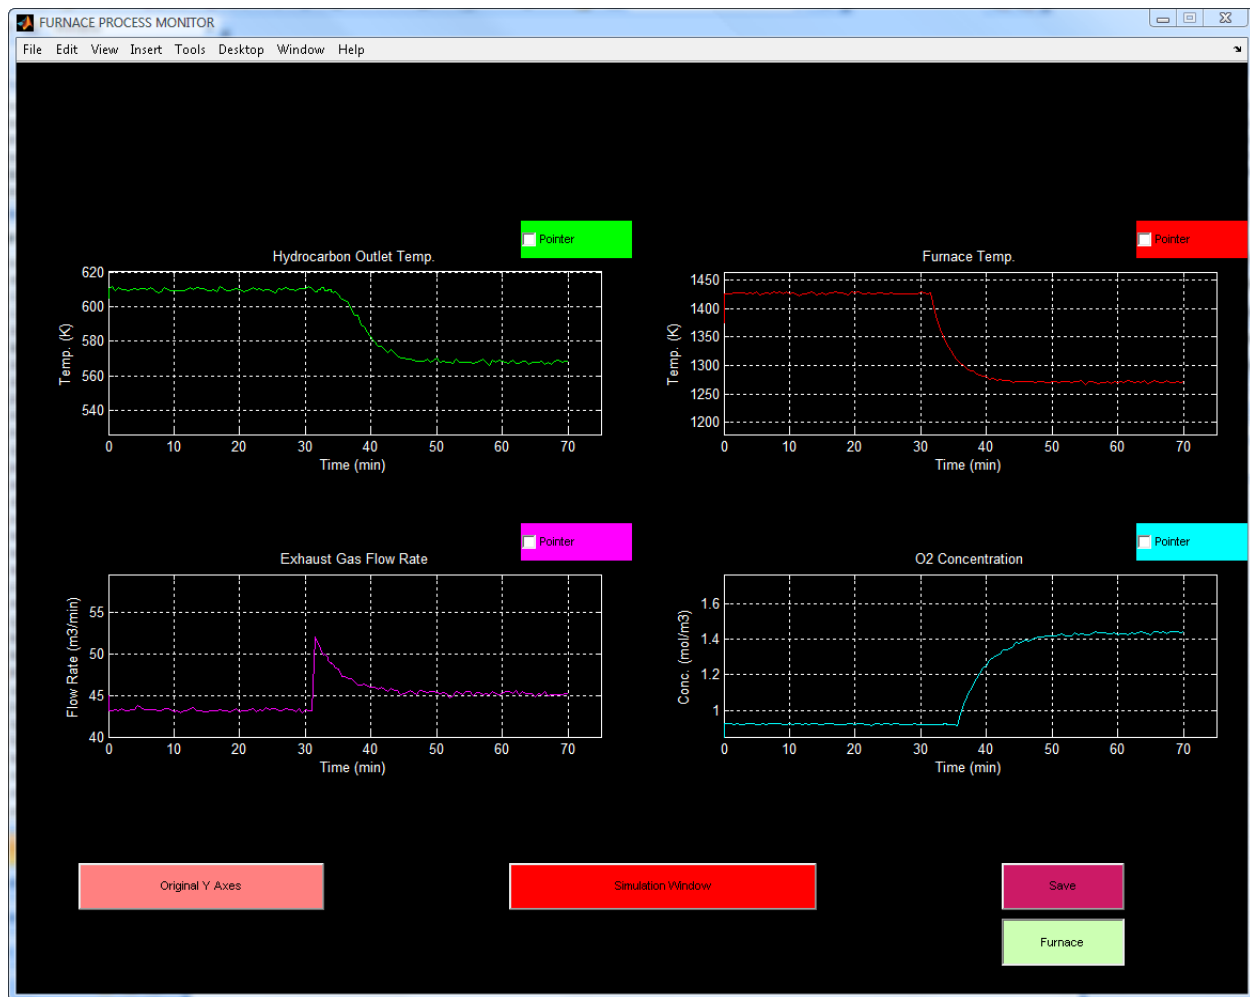 FURNACE PROCESS MONITOR
File Edit View Insert Tools Desktop Window Help
Pointer
Hydrocarbon Outlet Temp.
620
600
580
560
540
Temp. (K)
0 10 20 30 40 50 60 70
Time (min)
Pointer
Furnace Temp.
1450
1400
1350
1300
1250
1200
Temp. (K)
0 10 20 30 40 50 60 70
Time (min)
Pointer
Exhaust Gas Flow Rate
55
50
45
40
Flow Rate (m3/min)
0 10 20 30 40 50 60 70
Time (min)
Pointer
O2 Concentration
1.6
1.4
1.2
1
Conc. (mol/m3)
0 10 20 30 40 50 60 70
Time (min)
Original Y Axes
Simulation Window
Save
Furnace